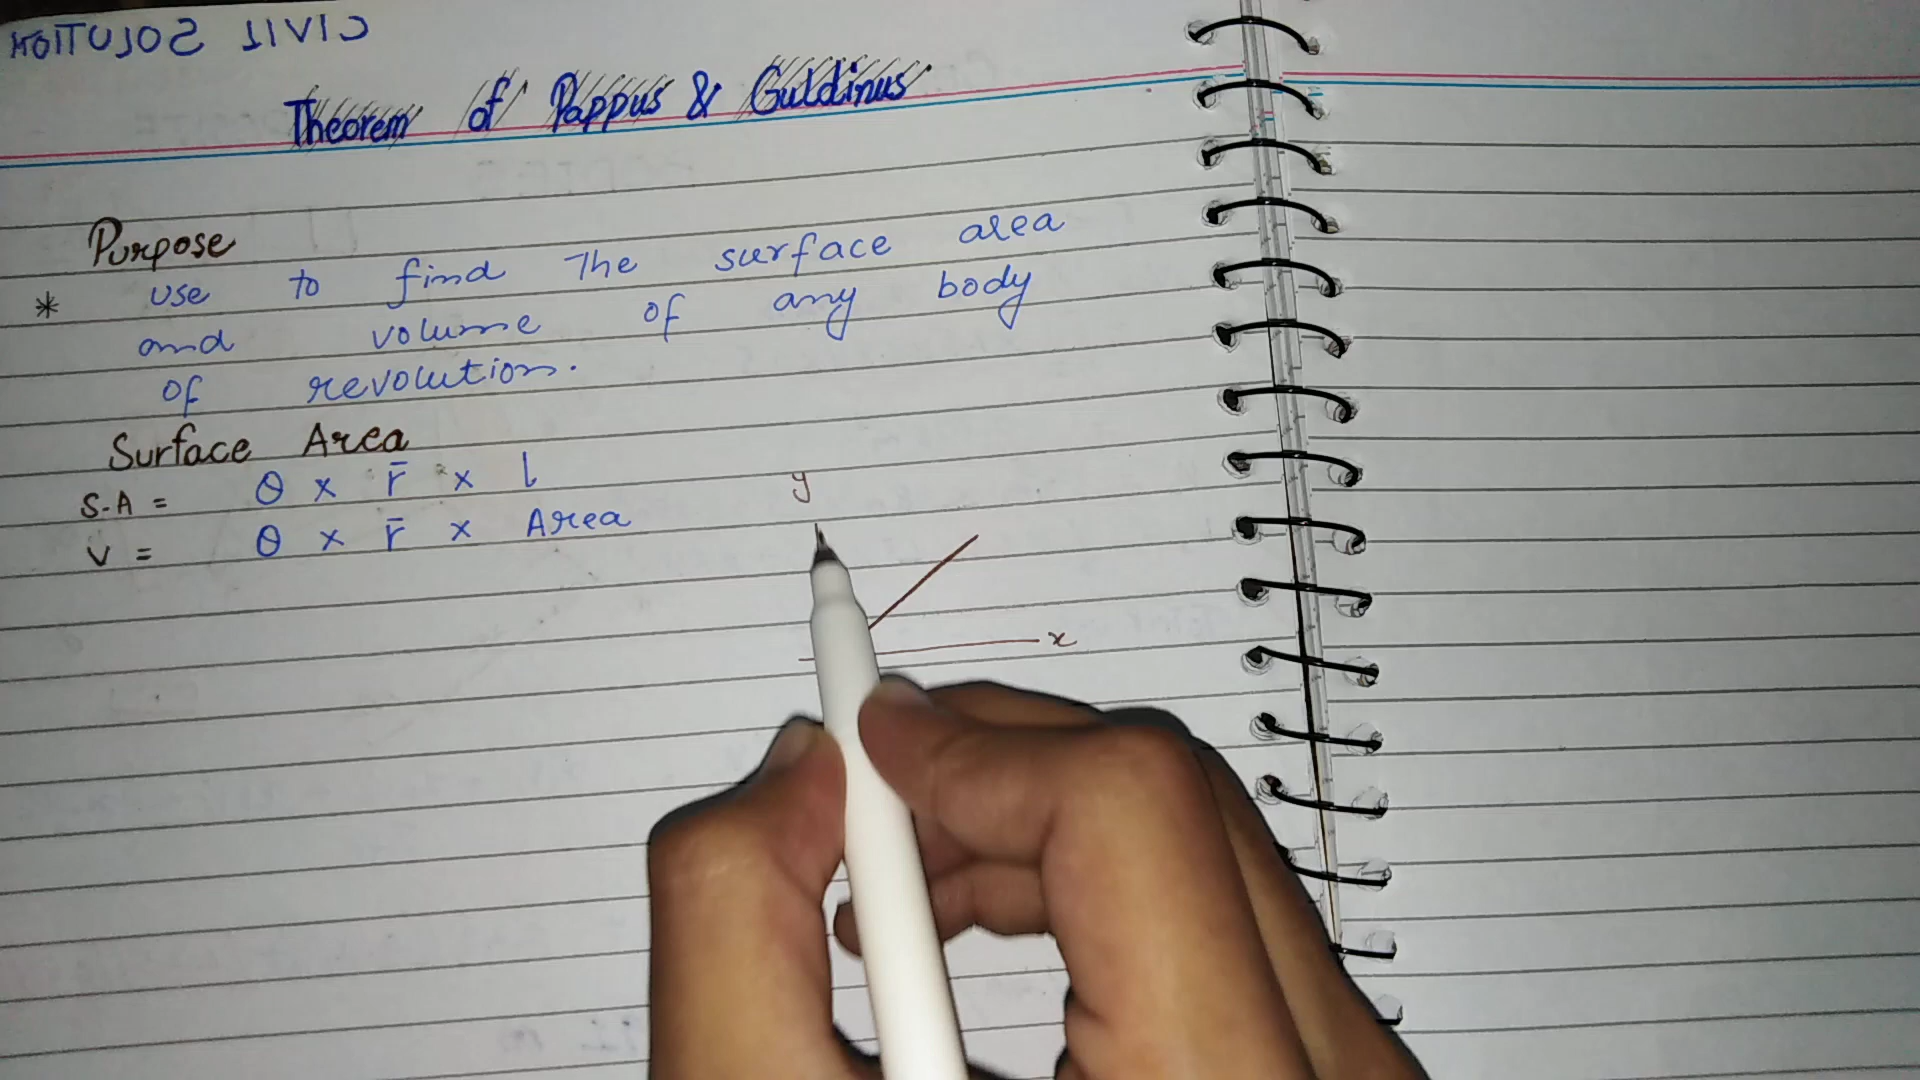 CIVIL SOLUTION
Theorem of Pappus & Guldinus
Purpose
* use to find The surface area
and volume of any body
of revolution.
Surface Area
S.A = θ × r̄ × l
V = θ × r̄ × Area
y
x